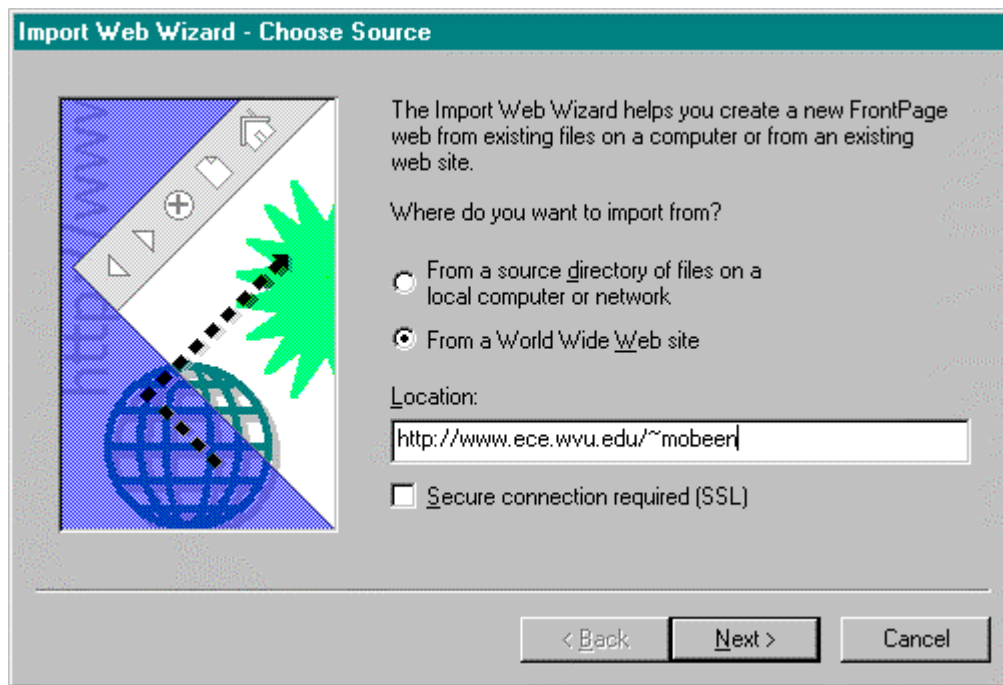 Import Web Wizard - Choose Source
http://www
The Import Web Wizard helps you create a new FrontPage
web from existing files on a computer or from an existing
web site.
Where do you want to import from?
From a source directory of files on a
local computer or network
From a World Wide Web site
Location:
http://www.ece.wvu.edu/~mobeen
Secure connection required (SSL)
< Back
Next >
Cancel